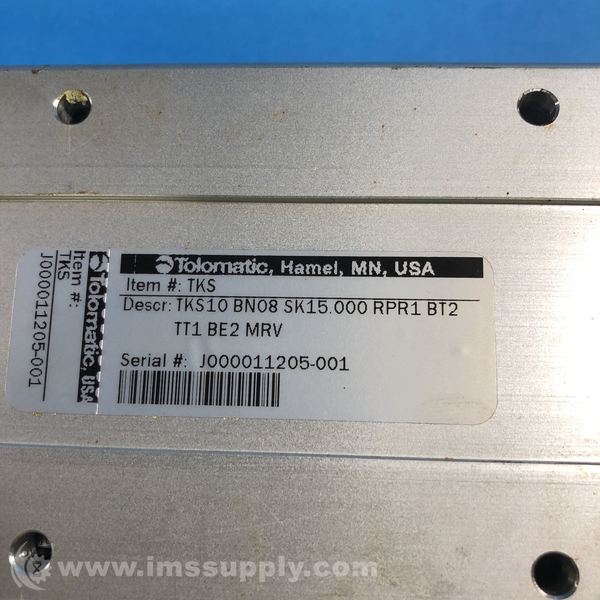 Tolomatic, Hamel, MN, USA
Item #: TKS
Descr: TKS10 BN08 SK15.000 RPR1 BT2
TT1 BE2 MRV
Serial #: J000011205-001
Tolomatic, USA
Item #:
TKS
J000011205-001
www.imssupply.com